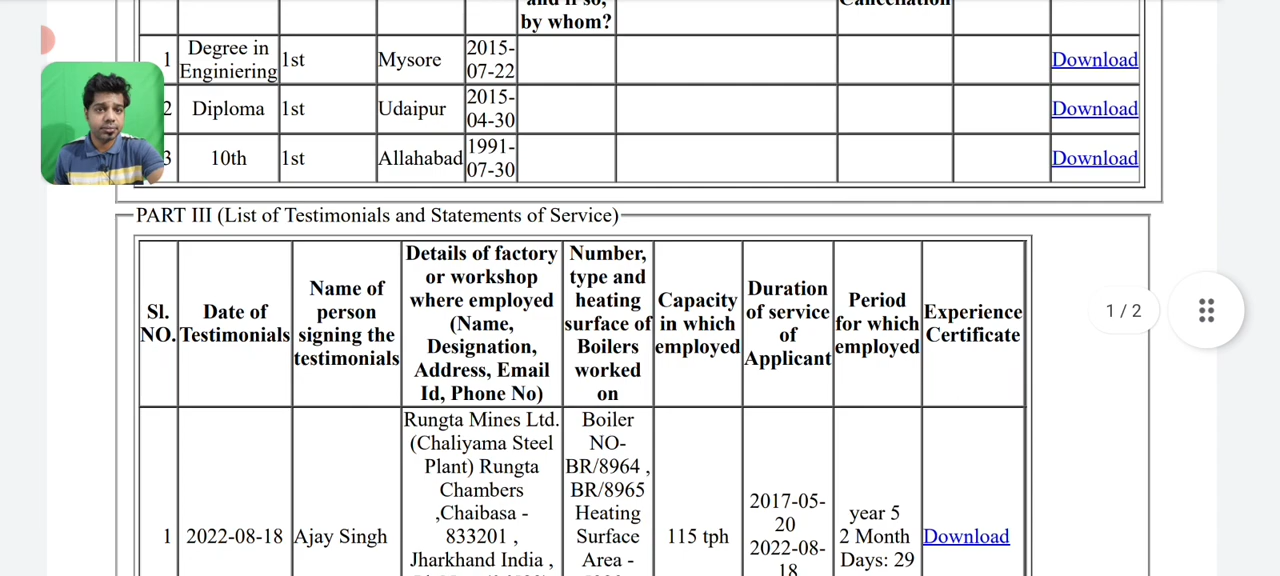 and if so,
by whom?
Cancellation
1 Degree in Enginiering 1st Mysore 2015-07-22 Download
2 Diploma 1st Udaipur 2015-04-30 Download
3 10th 1st Allahabad 1991-07-30 Download
PART III (List of Testimonials and Statements of Service)
Sl. NO.
Date of Testimonials
Name of person signing the testimonials
Details of factory or workshop where employed (Name, Designation, Address, Email Id, Phone No)
Number, type and heating surface of Boilers worked on
Capacity in which employed
Duration of service of Applicant
Period for which employed
Experience Certificate
1 / 2
1
2022-08-18
Ajay Singh
Rungta Mines Ltd.
(Chaliyama Steel
Plant) Rungta
Chambers
,Chaibasa -
833201 ,
Jharkhand India ,
Boiler
NO-
BR/8964 ,
BR/8965
Heating
Surface
Area -
115 tph
2017-05-
20
2022-08-
18
year 5
2 Month
Days: 29
Download